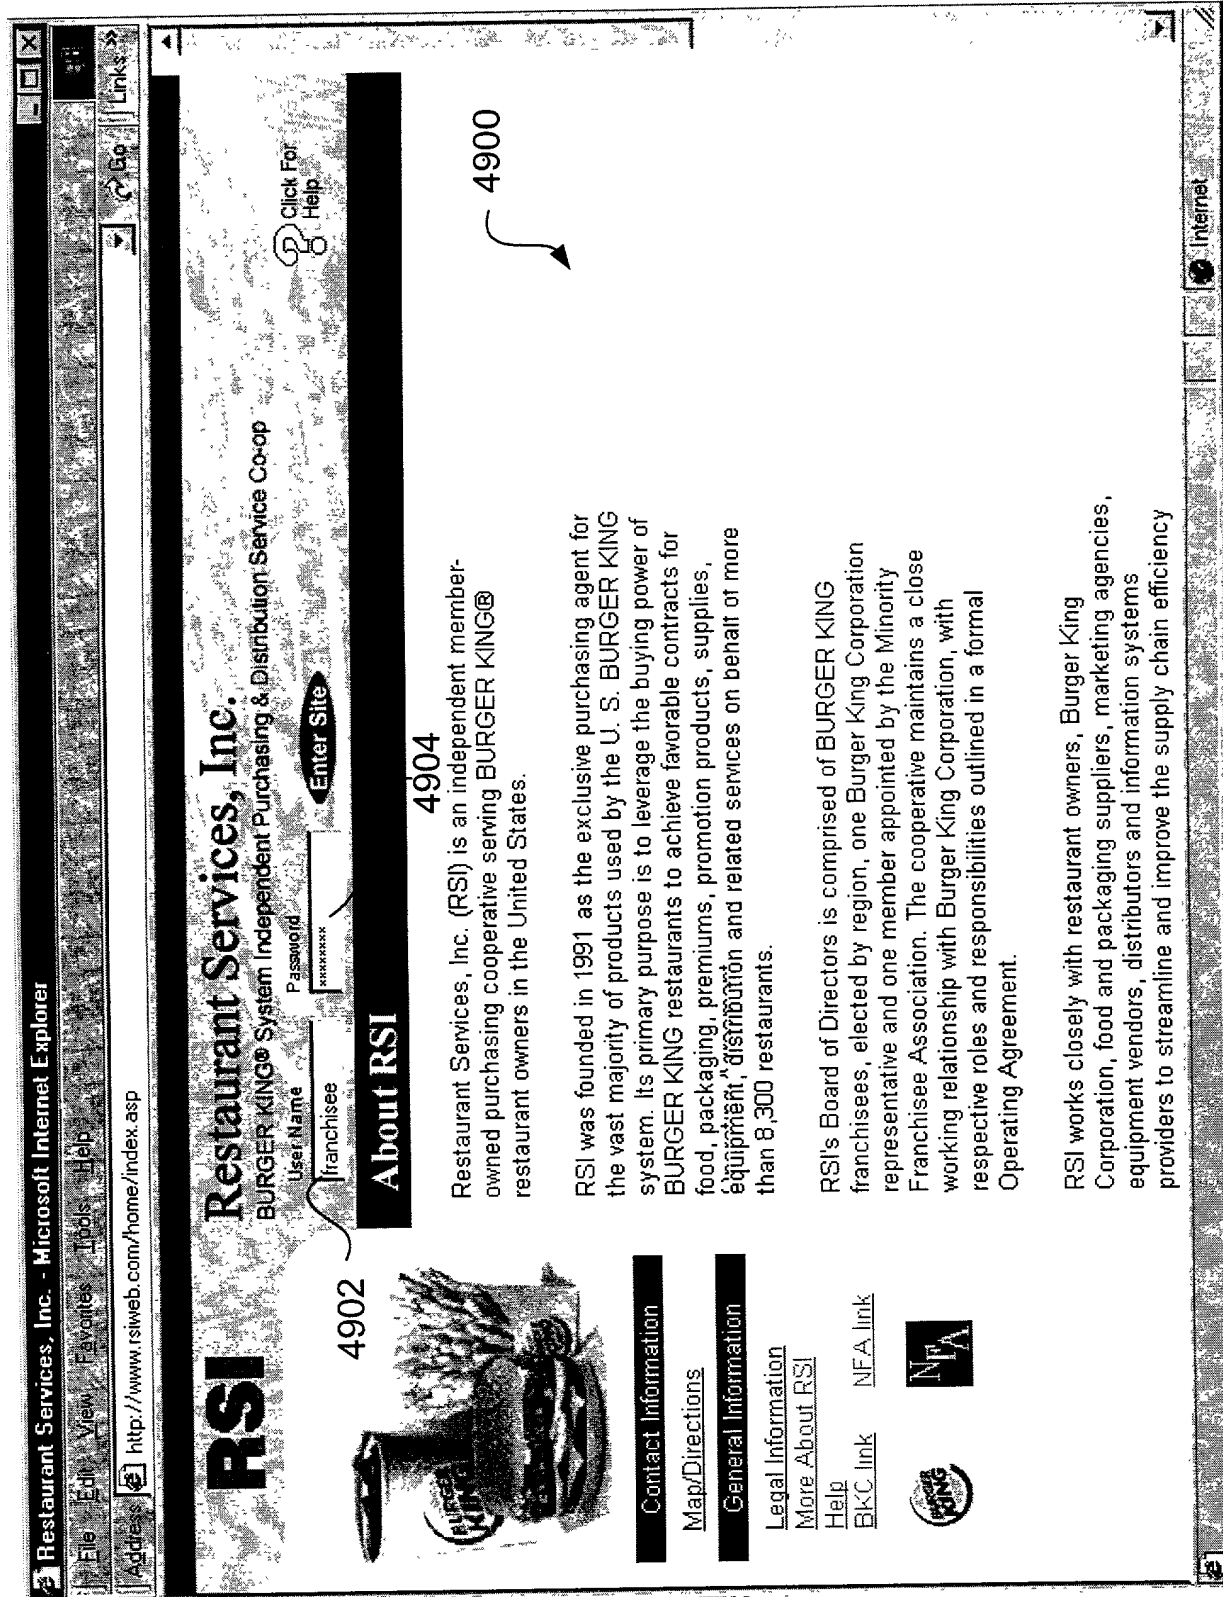 Restaurant Services, Inc. - Microsoft Internet Explorer
File Edit View Favorites Tools Help
Address http://www.rsiweb.com/home/index.asp Go Links »
RSI
Restaurant Services, Inc.
BURGER KING® System Independent Purchasing & Distribution Service Co-op
User Name Password
franchisee xxxxxxxx Enter Site
Click For
Help
4902
4904
4900
About RSI
Restaurant Services, Inc. (RSI) is an independent member-
owned purchasing cooperative serving BURGER KING®
restaurant owners in the United States.
RSI was founded in 1991 as the exclusive purchasing agent for
the vast majority of products used by the U. S. BURGER KING
system. Its primary purpose is to leverage the buying power of
BURGER KING restaurants to achieve favorable contracts for
food, packaging, premiums, promotion products, supplies,
equipment, distribution and related services on behalf of more
than 8,300 restaurants.
RSI's Board of Directors is comprised of BURGER KING
franchisees, elected by region, one Burger King Corporation
representative and one member appointed by the Minority
Franchisee Association. The cooperative maintains a close
working relationship with Burger King Corporation, with
respective roles and responsibilities outlined in a formal
Operating Agreement.
RSI works closely with restaurant owners, Burger King
Corporation, food and packaging suppliers, marketing agencies,
equipment vendors, distributors and information systems
providers to streamline and improve the supply chain efficiency
BURGER
KING
Contact Information
Map/Directions
General Information
Legal Information
More About RSI
Help
BKC link NFA link
BURGER
KING
NFA
Internet